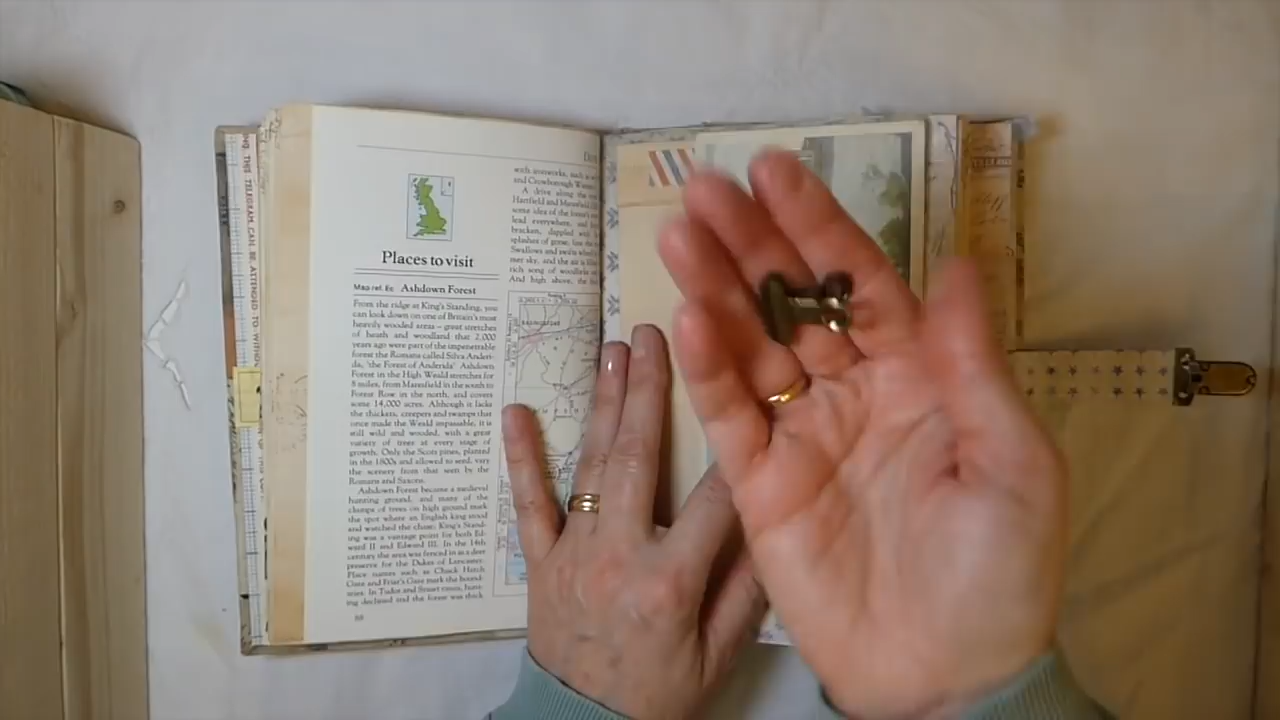 NG THIS TELEGRAM CAN BE ATTENDED TO WITHO
Places to visit
Map ref. Ec Ashdown Forest
From the ridge at King's Standing, you
can look down on one of Britain's most
heavily wooded areas – great stretches
of heath and woodland that 2,000
years ago were part of the impenetrable
forest the Romans called Silva Anderi-
da, 'the Forest of Anderida'. Ashdown
Forest in the High Weald stretches for
8 miles, from Maresfield in the south to
Forest Row in the north, and covers
some 14,000 acres. Although it lacks
the thickets, creepers and swamps that
once made the Weald impassable, it is
still wild and wooded, with a great
variety of trees at every stage of
growth. Only the Scots pines, planted
in the 1800s and allowed to seed, vary
the scenery from that seen by the
Romans and Saxons.
Ashdown Forest became a medieval
hunting ground, and many of the
clumps of trees on high ground mark
the spot where an English king stood
and watched the chase; King's Stand-
ing was a vantage point for both Ed-
ward II and Edward III. In the 14th
century the area was fenced in as a deer
preserve for the Dukes of Lancaster.
Place names such as Chuck Hatch
Gate and Friar's Gate mark the bound-
aries. In Tudor and Stuart times, hunt-
ing declined and the forest was thick
with ironworks, such as
and Crowborough
A drive along the
Hartfield and Maresfield
some idea of the forest's
lead everywhere, and
bracken, dappled with
splashes of gorse, line the
Swallows and swifts
mer sky, and the air is
rich song of woodlarks
And high above, the